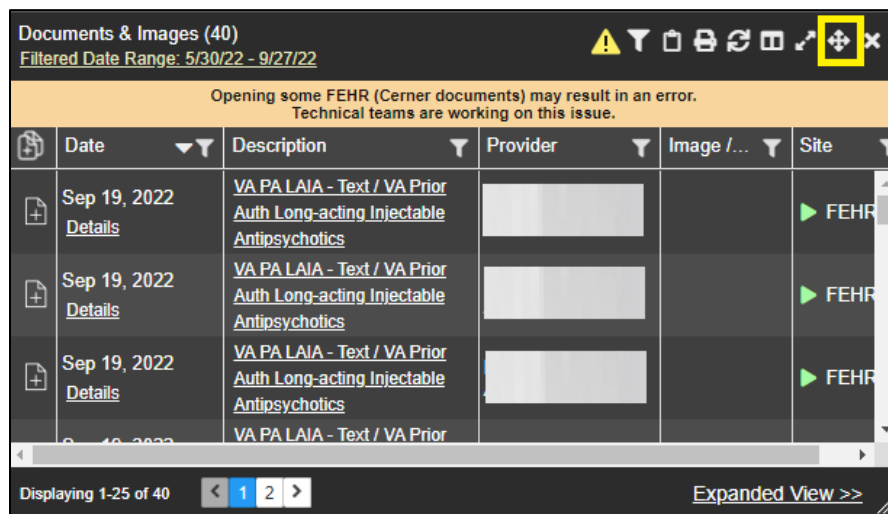 Documents & Images (40)
Filtered Date Range: 5/30/22 - 9/27/22
Opening some FEHR (Cerner documents) may result in an error.
Technical teams are working on this issue.
Date Description Provider Image /... Site
Sep 19, 2022
Details
VA PA LAIA - Text / VA Prior
Auth Long-acting Injectable
Antipsychotics
FEHR
Sep 19, 2022
Details
VA PA LAIA - Text / VA Prior
Auth Long-acting Injectable
Antipsychotics
FEHR
Sep 19, 2022
Details
VA PA LAIA - Text / VA Prior
Auth Long-acting Injectable
Antipsychotics
FEHR
VA PA LAIA - Text / VA Prior
Displaying 1-25 of 40 < 1 2 > Expanded View >>